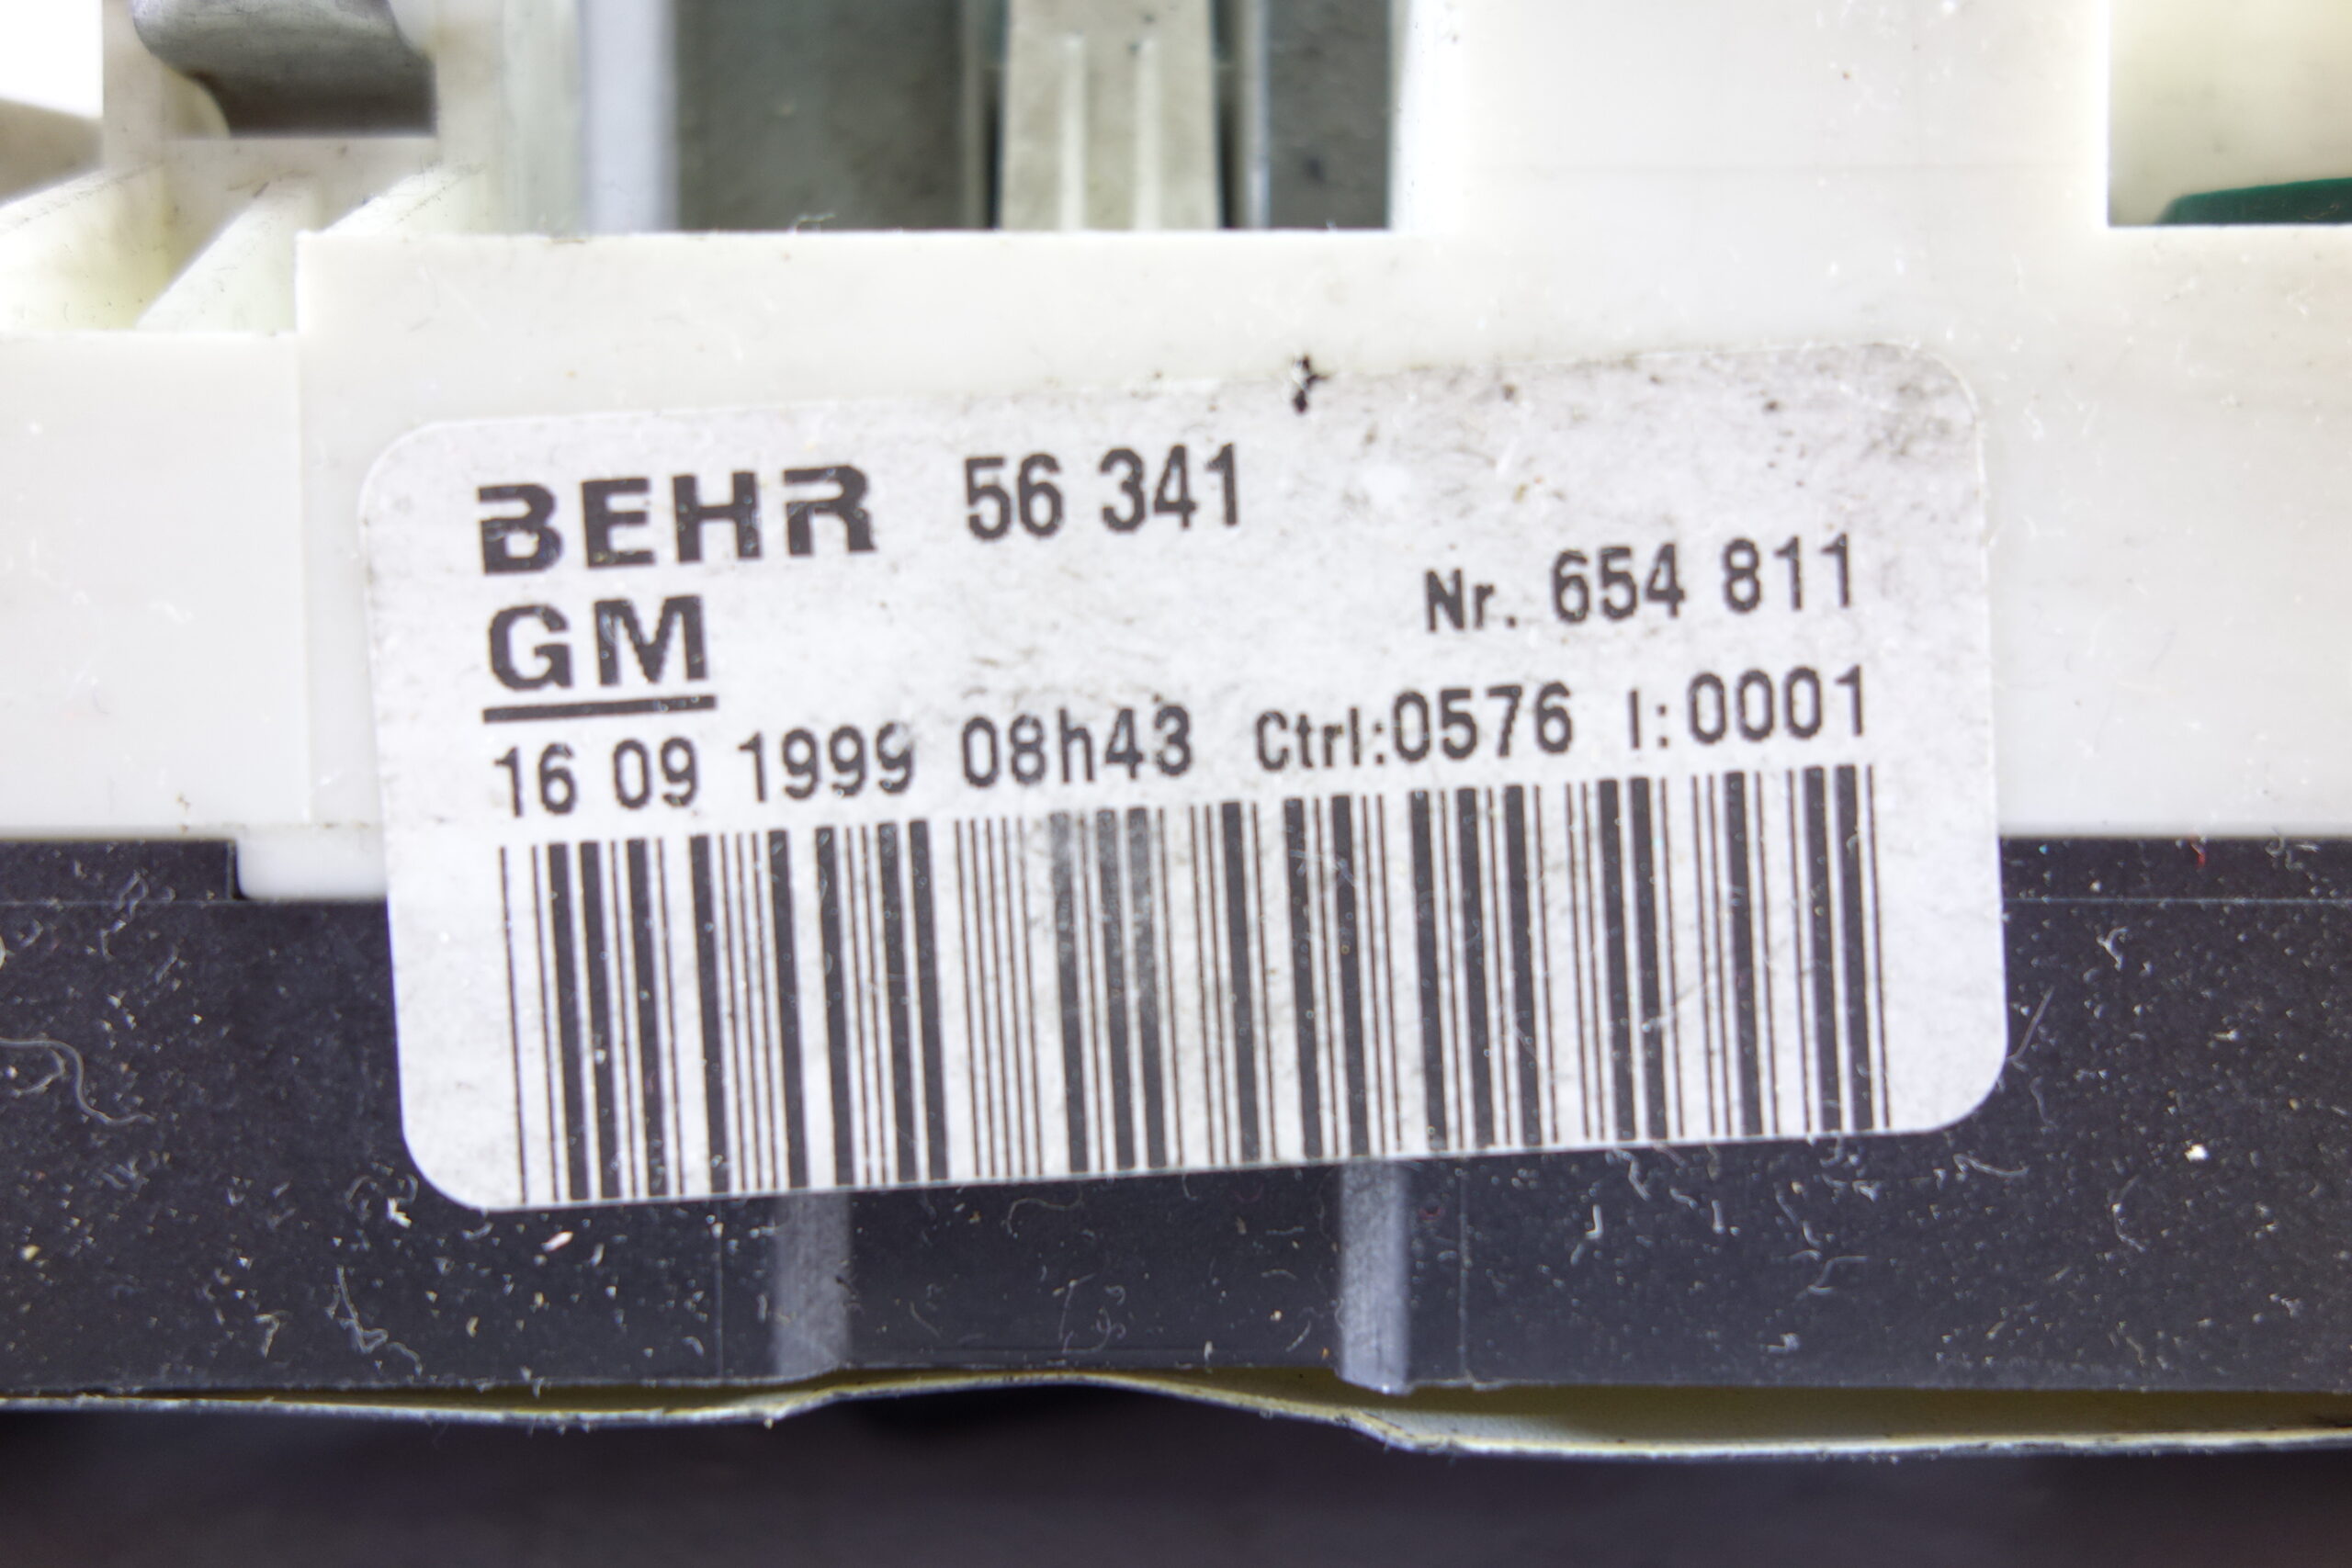 BEHR 56 341
GM Nr. 654 811
16 09 1999 08h43 Ctrl:0576 I:0001